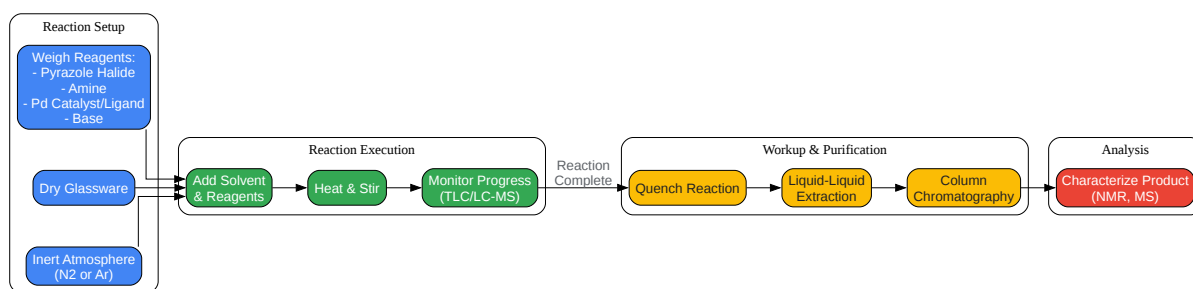 Reaction Setup
Weigh Reagents:
- Pyrazole Halide
- Amine
- Pd Catalyst/Ligand
- Base
Dry Glassware
Inert Atmosphere
(N2 or Ar)
Reaction Execution
Add Solvent
& Reagents
Heat & Stir
Monitor Progress
(TLC/LC-MS)
Reaction
Complete
Workup & Purification
Quench Reaction
Liquid-Liquid
Extraction
Column
Chromatography
Analysis
Characterize Product
(NMR, MS)